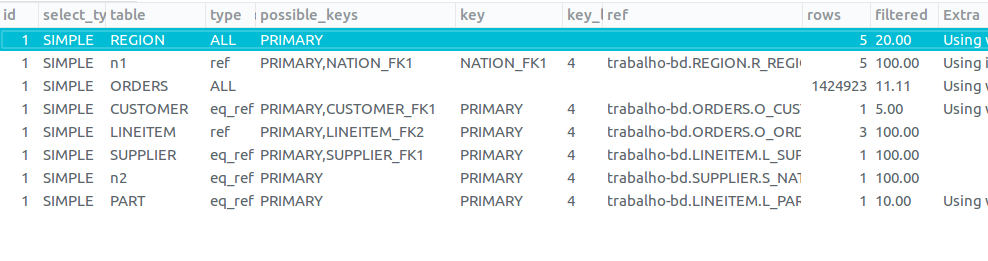 id select_ty table type possible_keys key key_l ref rows filtered Extra
1 SIMPLE REGION ALL PRIMARY 5 20.00 Using w
1 SIMPLE n1 ref PRIMARY,NATION_FK1 NATION_FK1 4 trabalho-bd.REGION.R_REGI 5 100.00 Using i
1 SIMPLE ORDERS ALL 1424923 11.11 Using w
1 SIMPLE CUSTOMER eq_ref PRIMARY,CUSTOMER_FK1 PRIMARY 4 trabalho-bd.ORDERS.O_CUS 1 5.00 Using w
1 SIMPLE LINEITEM ref PRIMARY,LINEITEM_FK2 PRIMARY 4 trabalho-bd.ORDERS.O_ORD 3 100.00
1 SIMPLE SUPPLIER eq_ref PRIMARY,SUPPLIER_FK1 PRIMARY 4 trabalho-bd.LINEITEM.L_SUP 1 100.00
1 SIMPLE n2 eq_ref PRIMARY PRIMARY 4 trabalho-bd.SUPPLIER.S_NAT 1 100.00
1 SIMPLE PART eq_ref PRIMARY PRIMARY 4 trabalho-bd.LINEITEM.L_PAR 1 10.00 Using w